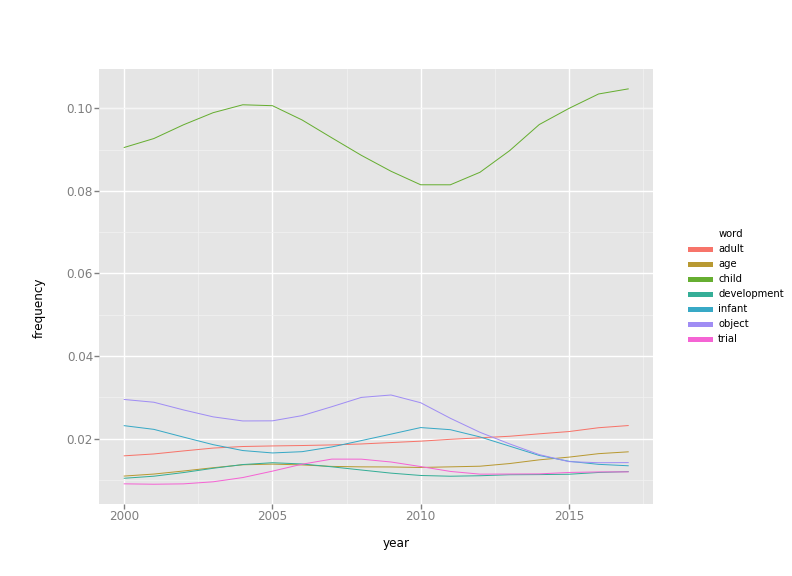 0.10
0.08
0.06
0.04
0.02
frequency
2000 2005 2010 2015
year
word
adult
age
child
development
infant
object
trial